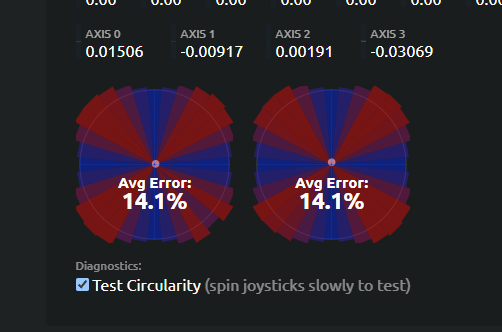 0.00 0.00 0.00 0.00 0.00 0.00
AXIS 0 AXIS 1 AXIS 2 AXIS 3
0.01506 -0.00917 0.00191 -0.03069
Avg Error: Avg Error:
14.1% 14.1%
Diagnostics:
Test Circularity (spin joysticks slowly to test)